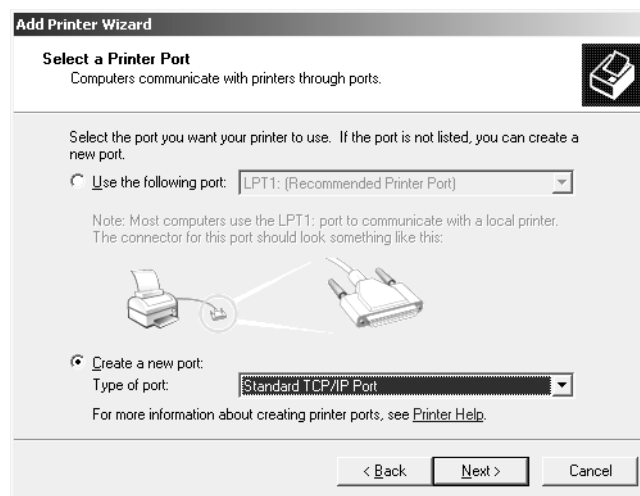 Add Printer Wizard
Select a Printer Port
Computers communicate with printers through ports.
Select the port you want your printer to use. If the port is not listed, you can create a
new port.
Use the following port: LPT1: (Recommended Printer Port)
Note: Most computers use the LPT1: port to communicate with a local printer.
The connector for this port should look something like this:
Create a new port:
Type of port: Standard TCP/IP Port
For more information about creating printer ports, see Printer Help.
< Back Next > Cancel